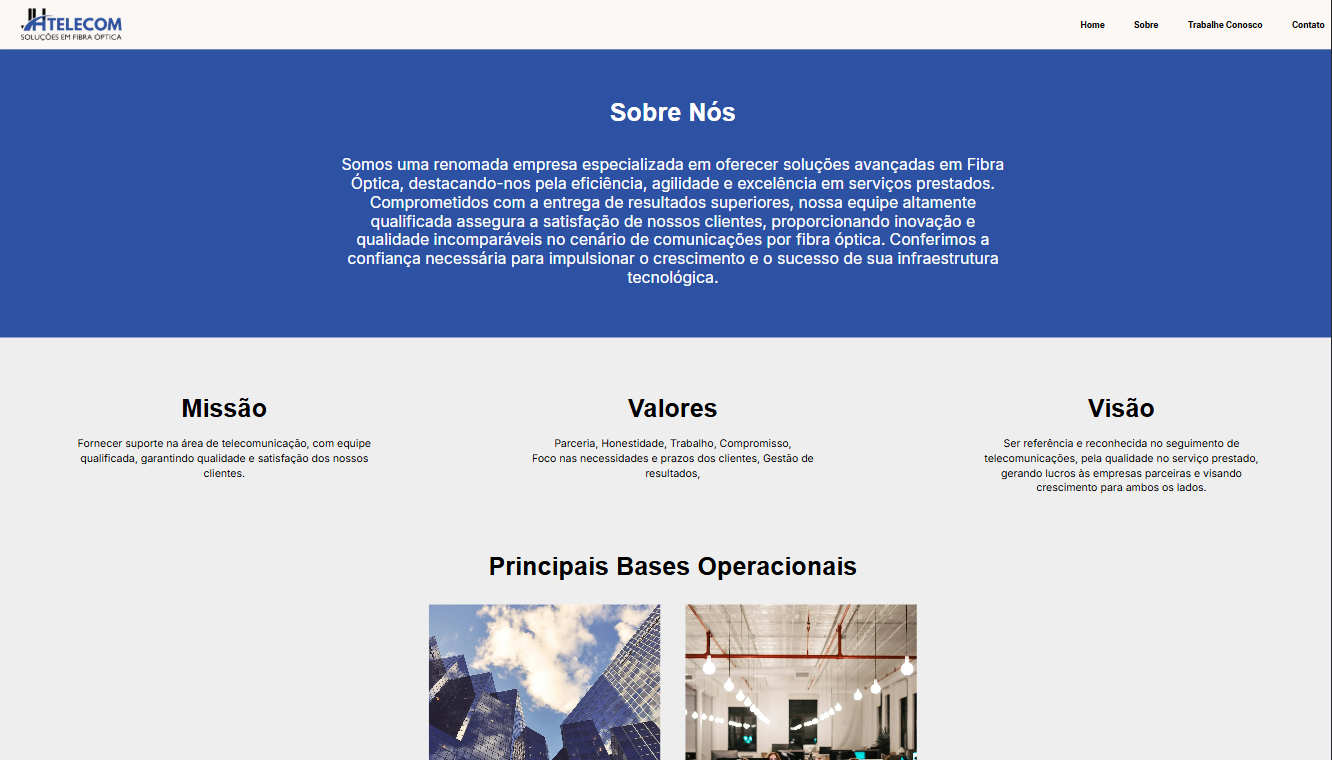 JHTELECOM
SOLUÇÕES EM FIBRA ÓPTICA
Home Sobre Trabalhe Conosco Contato
Sobre Nós
Somos uma renomada empresa especializada em oferecer soluções avançadas em Fibra
Óptica, destacando-nos pela eficiência, agilidade e excelência em serviços prestados.
Comprometidos com a entrega de resultados superiores, nossa equipe altamente
qualificada assegura a satisfação de nossos clientes, proporcionando inovação e
qualidade incomparáveis no cenário de comunicações por fibra óptica. Conferimos a
confiança necessária para impulsionar o crescimento e o sucesso de sua infraestrutura
tecnológica.
Missão
Fornecer suporte na área de telecomunicação, com equipe
qualificada, garantindo qualidade e satisfação dos nossos
clientes.
Valores
Parceria, Honestidade, Trabalho, Compromisso,
Foco nas necessidades e prazos dos clientes, Gestão de
resultados,
Visão
Ser referência e reconhecida no seguimento de
telecomunicações, pela qualidade no serviço prestado,
gerando lucros às empresas parceiras e visando
crescimento para ambos os lados.
Principais Bases Operacionais